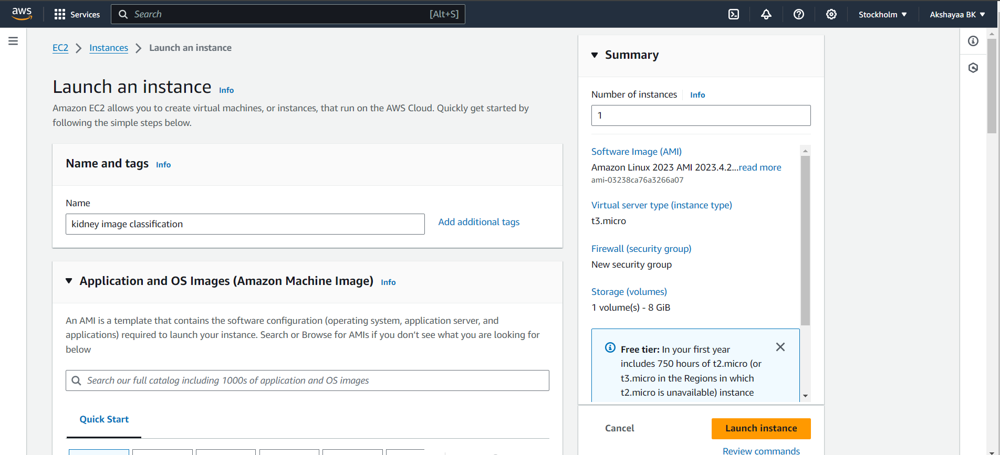 aws
Services
Search
[Alt+S]
Stockholm
Akshayaa BK
EC2
Instances
Launch an instance
Launch an instance Info
Amazon EC2 allows you to create virtual machines, or instances, that run on the AWS Cloud. Quickly get started by
following the simple steps below.
Name and tags Info
Name
kidney image classification
Add additional tags
Application and OS Images (Amazon Machine Image) Info
An AMI is a template that contains the software configuration (operating system, application server, and
applications) required to launch your instance. Search or Browse for AMIs if you don’t see what you are looking for
below
Search our full catalog including 1000s of application and OS images
Quick Start
Summary
Number of instances Info
1
Software Image (AMI)
Amazon Linux 2023 AMI 2023.4.2...read more
ami-03238ca76a3266a07
Virtual server type (instance type)
t3.micro
Firewall (security group)
New security group
Storage (volumes)
1 volume(s) - 8 GiB
Free tier: In your first year
includes 750 hours of t2.micro (or
t3.micro in the Regions in which
t2.micro is unavailable) instance
Cancel
Launch instance
Review commands